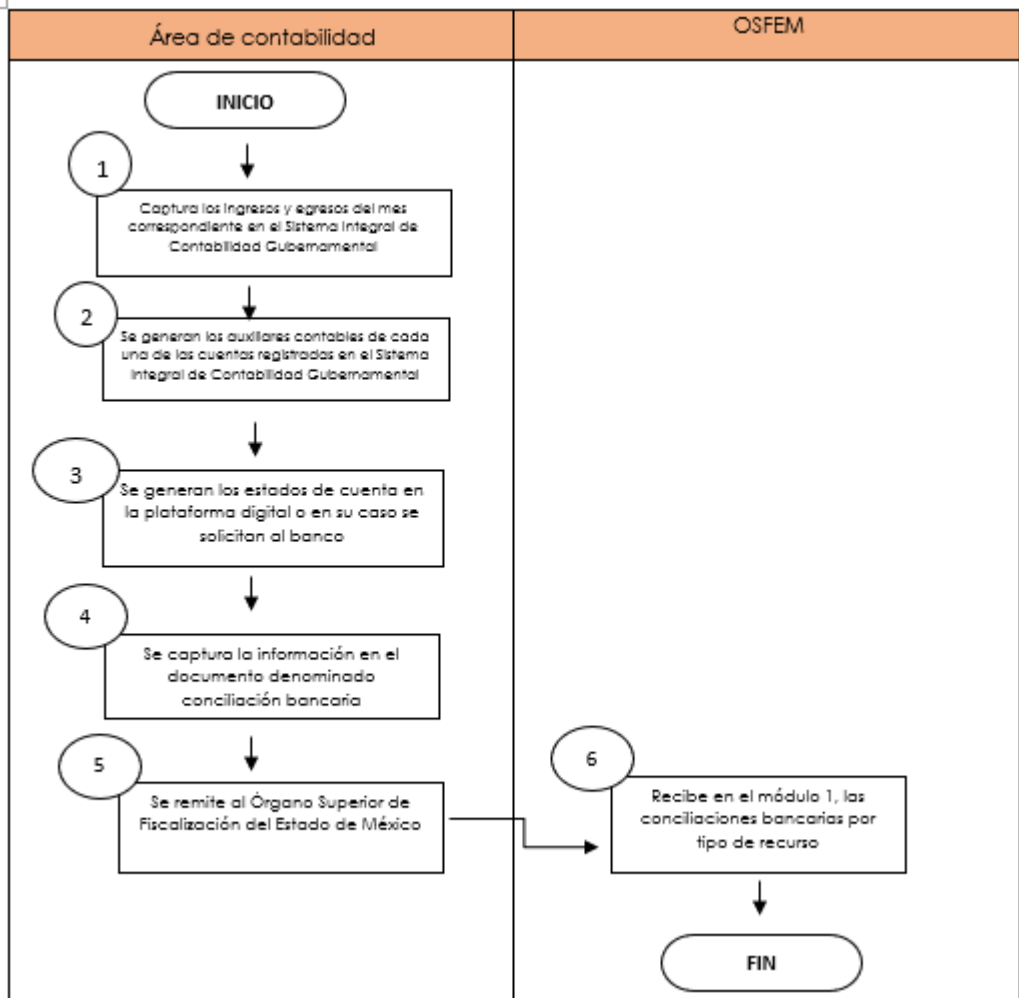 Área de contabilidad
OSFEM
INICIO
1
Captura los ingresos y egresos del mes
correspondiente en el Sistema Integral de
Contabilidad Gubernamental
2
Se generan los auxiliares contables de cada
una de las cuentas registradas en el Sistema
Integral de Contabilidad Gubernamental
3
Se generan los estados de cuenta en
la plataforma digital o en su caso se
solicitan al banco
4
Se captura la información en el
documento denominado
conciliación bancaria
5
Se remite al Órgano Superior de
Fiscalización del Estado de México
6
Recibe en el módulo 1, las
conciliaciones bancarias por
tipo de recurso
FIN